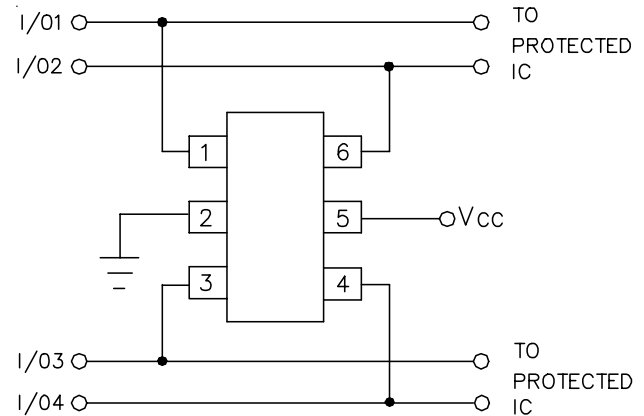 I/O1
TO
PROTECTED
IC
I/O2
1
6
2
5
VCC
3
4
I/O3
TO
PROTECTED
IC
I/O4